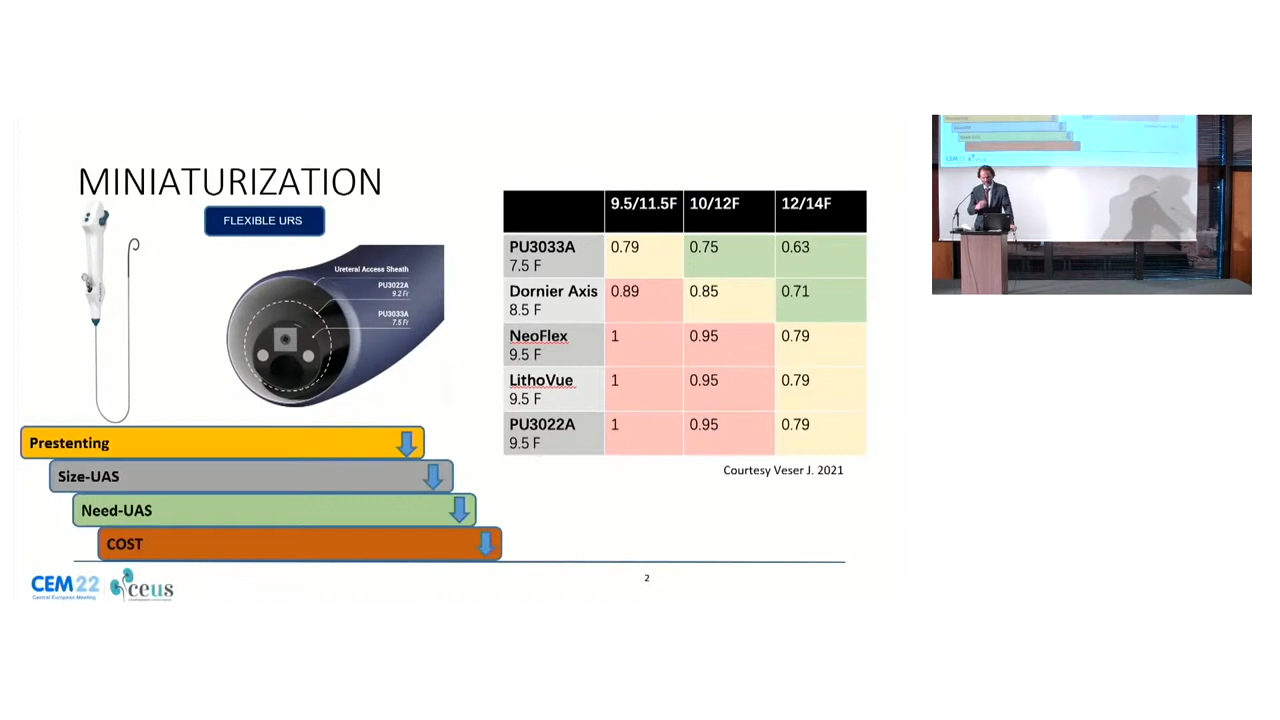 MINIATURIZATION
FLEXIBLE URS
Ureteral Access Sheath
PU3022A
9.2 Fr
PU3033A
7.5 Fr
9.5/11.5F 10/12F 12/14F
PU3033A 0.79 0.75 0.63
7.5 F
Dornier Axis 0.89 0.85 0.71
8.5 F
NeoFlex 1 0.95 0.79
9.5 F
LithoVue 1 0.95 0.79
9.5 F
PU3022A 1 0.95 0.79
9.5 F
Courtesy Veser J. 2021
Prestenting
Size-UAS
Need-UAS
COST
CEM22
Central European Meeting
ceus
2
CEM22